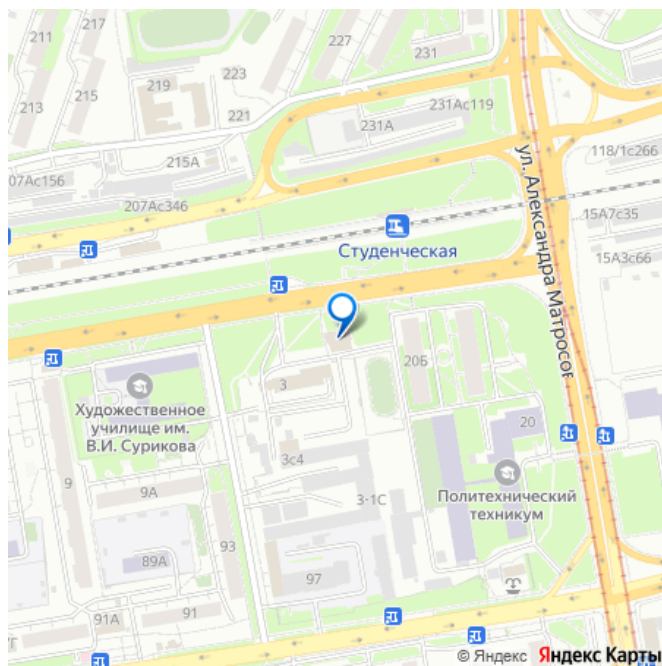 217
211
227
231
223
219
213
215
231Ас119
221
231А
ул. Александра Матросов
118/1с266
215А
07Ас156
207Ас346
15А7с35
Студенческая
15А3с66
20Б
3
Художественное
училище им.
В.И. Сурикова
20
3с4
9
9А
3-1С
Политехнический
техникум
93
89А
97
91А
91
7Г
© Яндекс Яндекс Карты